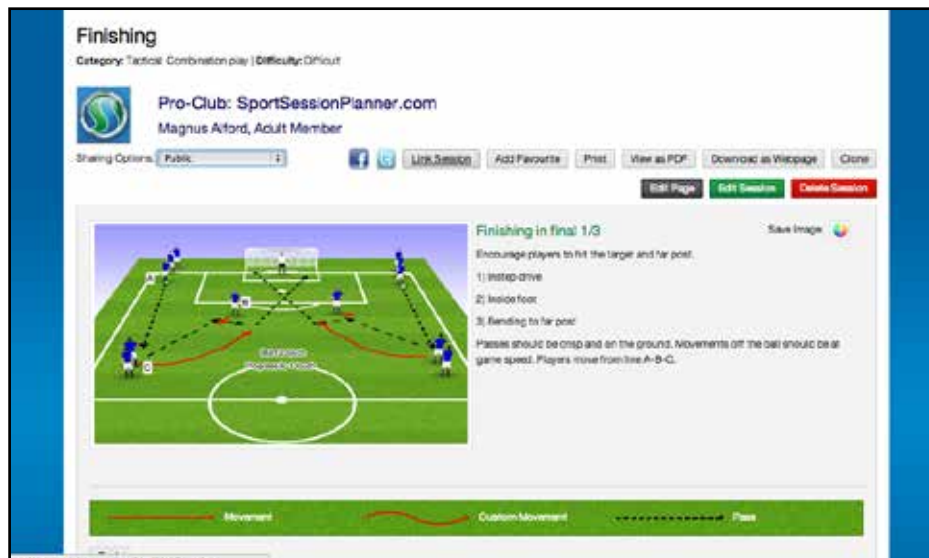 Finishing
Category: Tactical: Combination play | Difficulty: Difficult
Pro-Club: SportSessionPlanner.com
Magnus Alford, Adult Member
Sharing Options: Public
Link Session Add Favourite Print View as PDF Download as Webpage Clone
Edit Page Edit Session Delete Session
Finishing in final 1/3
Save Image
Encourage players to hit the target and far post.
1) Instep drive
2) Inside foot
3) Bending to far post
Passes should be crisp and on the ground. Movements off the ball should be at
game speed. Players move from line A-B-C.
A
B
C
Movement Custom Movement Pass